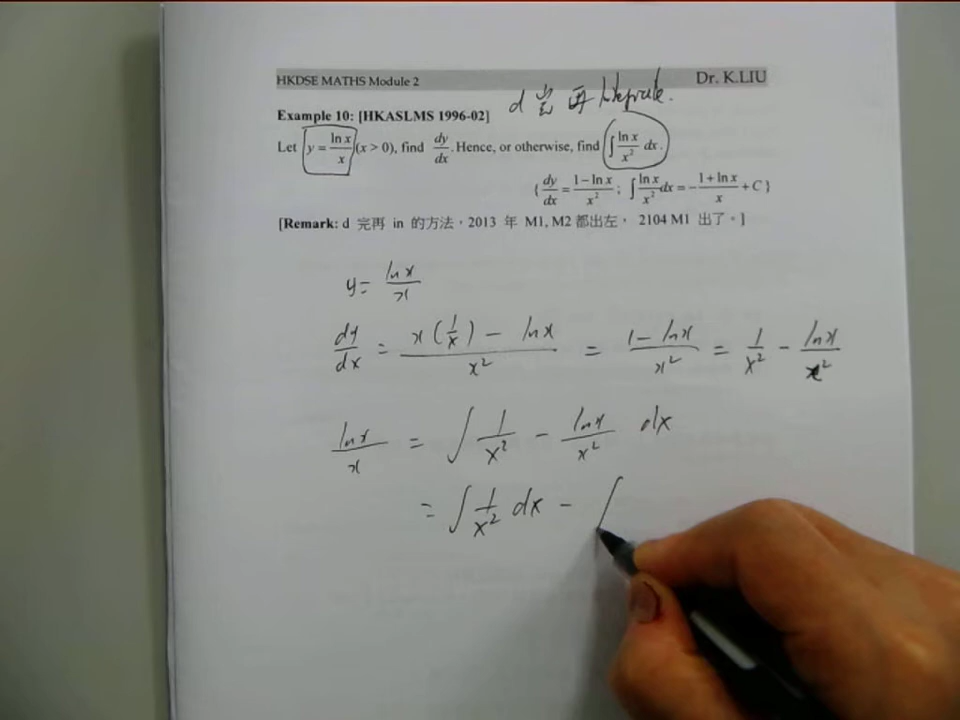 HKDSE MATHS Module 2 Dr. K.LIU
d 完 再 integrate.
Example 10: [HKASLMS 1996-02]
Let y = ln x / x (x > 0), find dy/dx. Hence, or otherwise, find ∫ ln x / x² dx.
{ dy/dx = (1 − ln x)/x² ; ∫ ln x / x² dx = − (1 + ln x)/x + C }
[Remark: d 完再 in 的方法，2013 年 M1, M2 都出左， 2104 M1 出了。]
y = ln x / x
dy/dx = (x(1/x) − ln x)/x² = (1 − ln x)/x² = 1/x² − ln x / x²
ln x / x = ∫ 1/x² − ln x / x² dx
= ∫ 1/x² dx − ∫